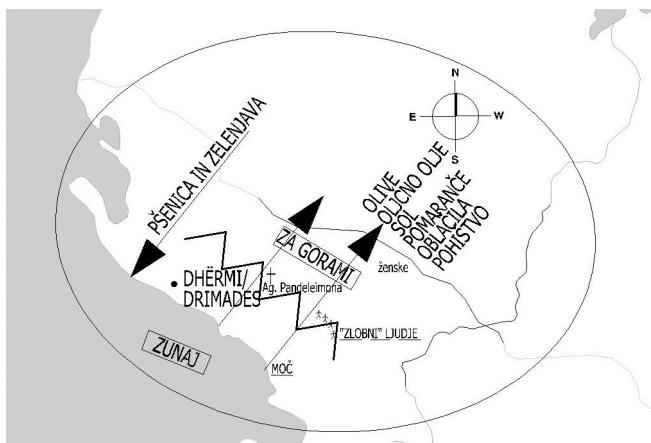 N
E
W
S
PŠENICA IN ZELENJAVA
OLIVE
OLJČNO OLJE
SOL
POMARANČE
OBLAČILA
POHIŠTVO
ZA GORAMI
ženske
DHËRMI/
DRIMADES
Ag. Pandeleimona
"ZLOBNI" LJUDJE
ZUNAJ
MOČ